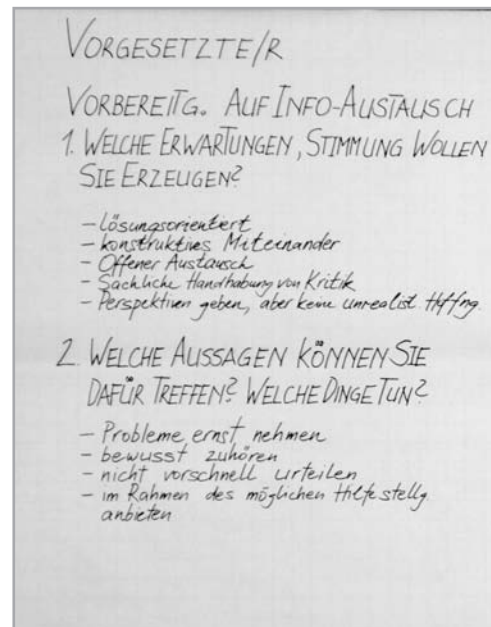 VORGESETZTE/R
VORBEREITG. AUF INFO-AUSTAUSCH
1. WELCHE ERWARTUNGEN, STIMMUNG WOLLEN
SIE ERZEUGEN?
- lösungsorientiert
- konstruktives Miteinander
- Offener Austausch
- Sachliche Handhabung von Kritik
- Perspektiven geben, aber keine unrealist. Hffng.
2. WELCHE AUSSAGEN KÖNNEN SIE
DAFÜR TREFFEN? WELCHE DINGE TUN?
- Probleme ernst nehmen
- bewusst zuhören
- nicht vorschnell urteilen
- im Rahmen des möglichen Hilfestellg.
anbieten